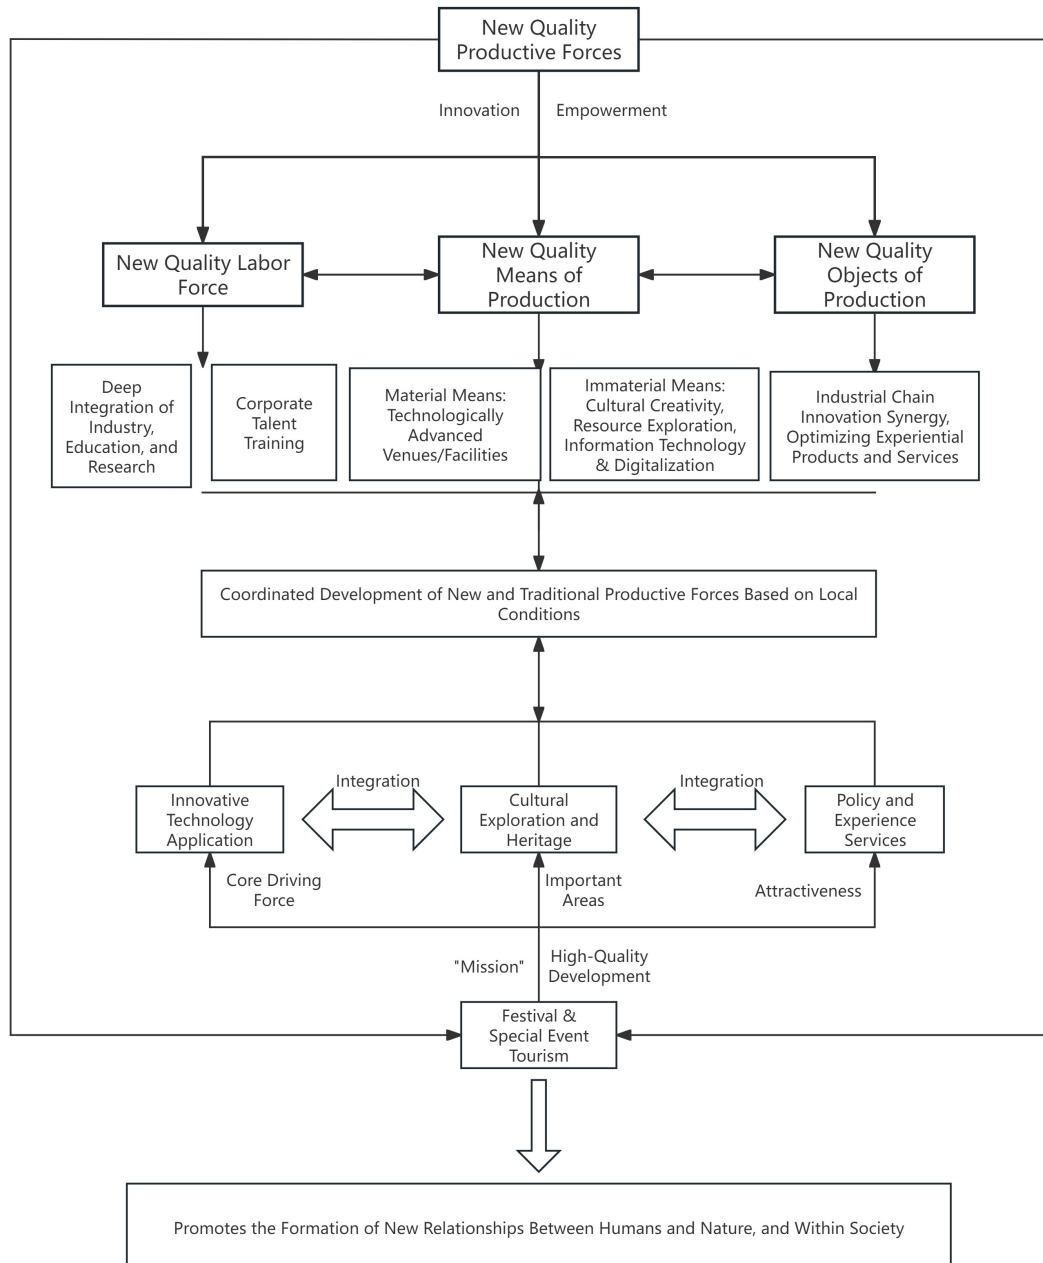 New Quality
Productive Forces
Innovation
Empowerment
New Quality Labor
Force
New Quality
Means of
Production
New Quality
Objects of
Production
Deep
Integration of
Industry,
Education, and
Research
Corporate
Talent
Training
Material Means:
Technologically
Advanced
Venues/Facilities
Immaterial Means:
Cultural Creativity,
Resource Exploration,
Information Technology
& Digitalization
Industrial Chain
Innovation Synergy,
Optimizing Experiential
Products and Services
Coordinated Development of New and Traditional Productive Forces Based on Local
Conditions
Integration
Integration
Innovative
Technology
Application
Cultural
Exploration and
Heritage
Policy and
Experience
Services
Core Driving
Force
Important
Areas
Attractiveness
"Mission"
High-Quality
Development
Festival &
Special Event
Tourism
Promotes the Formation of New Relationships Between Humans and Nature, and Within Society